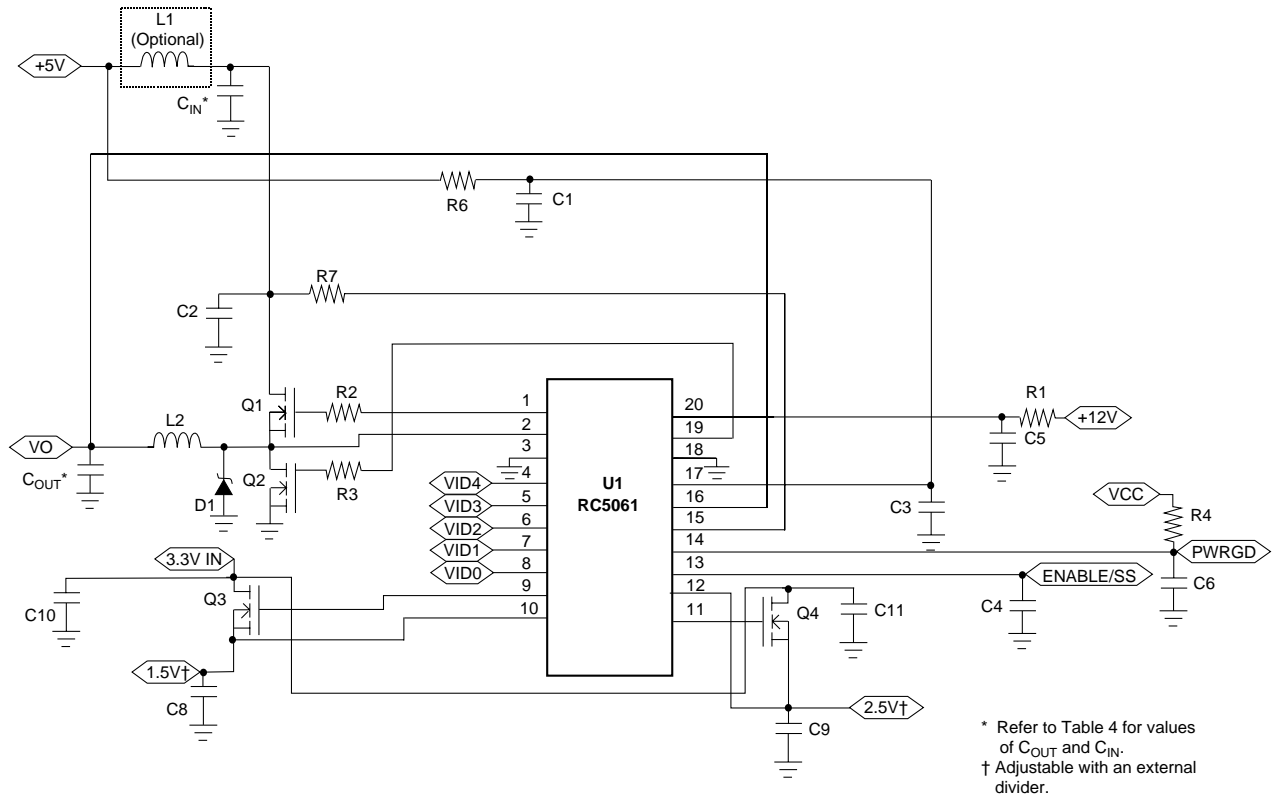 L1
(Optional)
+5V
C_IN*
R6
C1
R7
C2
Q1
R2
L2
VO
C_OUT*
D1
Q2
R3
1
2
3
4
5
6
7
8
9
10
U1
RC5061
20
19
18
17
16
15
14
13
12
11
VID4
VID3
VID2
VID1
VID0
R1
+12V
C5
C3
VCC
R4
PWRGD
C6
ENABLE/SS
C4
3.3V IN
C10
Q3
1.5V†
C8
Q4
C11
2.5V†
C9
* Refer to Table 4 for values
of C_OUT and C_IN.
† Adjustable with an external
divider.